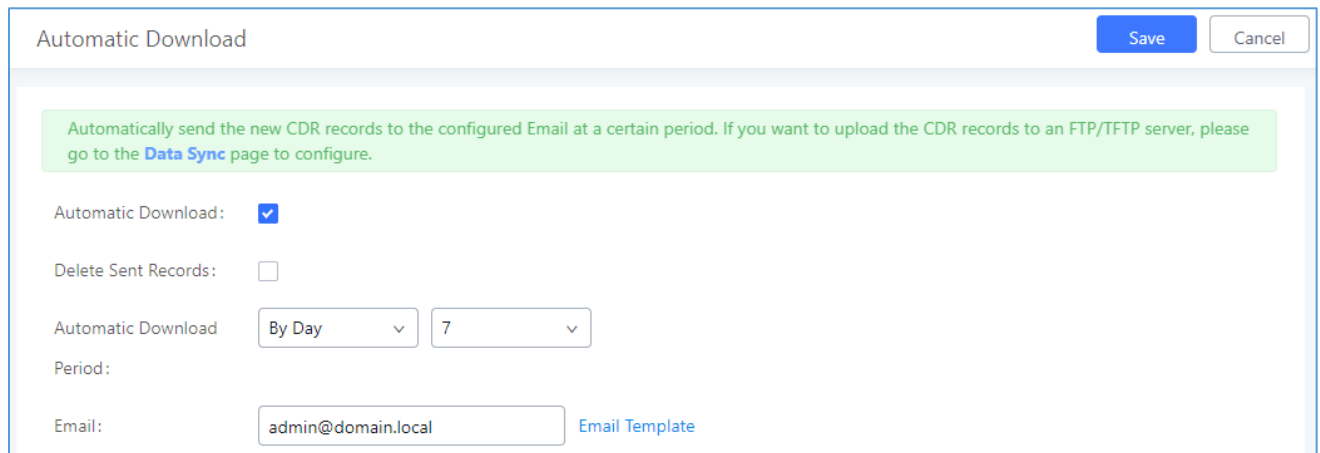 Automatic Download
Save
Cancel
Automatically send the new CDR records to the configured Email at a certain period. If you want to upload the CDR records to an FTP/TFTP server, please
go to the Data Sync page to configure.
Automatic Download:
Delete Sent Records:
Automatic Download
By Day
7
Period:
Email:
admin@domain.local
Email Template